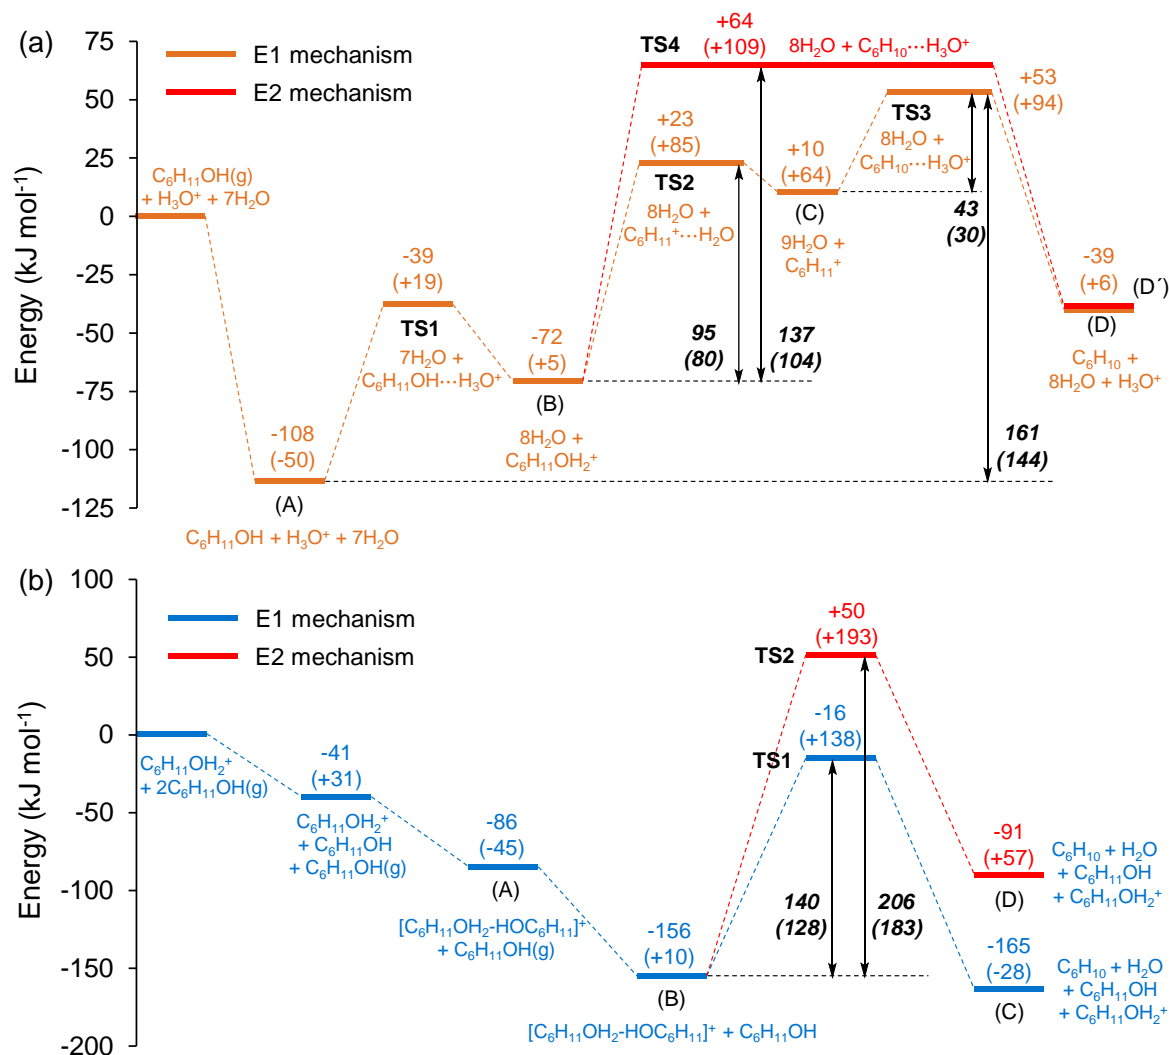 (a)
Energy (kJ mol⁻¹)
75
50
25
0
-25
-50
-75
-100
-125
E1 mechanism
E2 mechanism
C₆H₁₁OH(g)
+ H₃O⁺ + 7H₂O
-108
(-50)
(A)
C₆H₁₁OH + H₃O⁺ + 7H₂O
-39
(+19)
TS1
7H₂O +
C₆H₁₁OH···H₃O⁺
-72
(+5)
(B)
8H₂O +
C₆H₁₁OH₂⁺
TS4
+64
(+109)
8H₂O + C₆H₁₀···H₃O⁺
+23
(+85)
TS2
8H₂O +
C₆H₁₁⁺···H₂O
95
(80)
137
(104)
+10
(+64)
(C)
9H₂O +
C₆H₁₁⁺
+53
(+94)
TS3
8H₂O +
C₆H₁₀···H₃O⁺
43
(30)
161
(144)
-39
(+6)
(D´)
(D)
C₆H₁₀ +
8H₂O + H₃O⁺
(b)
Energy (kJ mol⁻¹)
100
50
0
-50
-100
-150
-200
E1 mechanism
E2 mechanism
C₆H₁₁OH₂⁺
+ 2C₆H₁₁OH(g)
-41
(+31)
C₆H₁₁OH₂⁺
+ C₆H₁₁OH
+ C₆H₁₁OH(g)
-86
(-45)
(A)
[C₆H₁₁OH₂-HOC₆H₁₁]⁺
+ C₆H₁₁OH(g)
-156
(+10)
(B)
[C₆H₁₁OH₂-HOC₆H₁₁]⁺ + C₆H₁₁OH
+50
(+193)
TS2
-16
(+138)
TS1
140
(128)
206
(183)
-91
(+57)
(D)
C₆H₁₀ + H₂O
+ C₆H₁₁OH
+ C₆H₁₁OH₂⁺
-165
(-28)
(C)
C₆H₁₀ + H₂O
+ C₆H₁₁OH
+ C₆H₁₁OH₂⁺